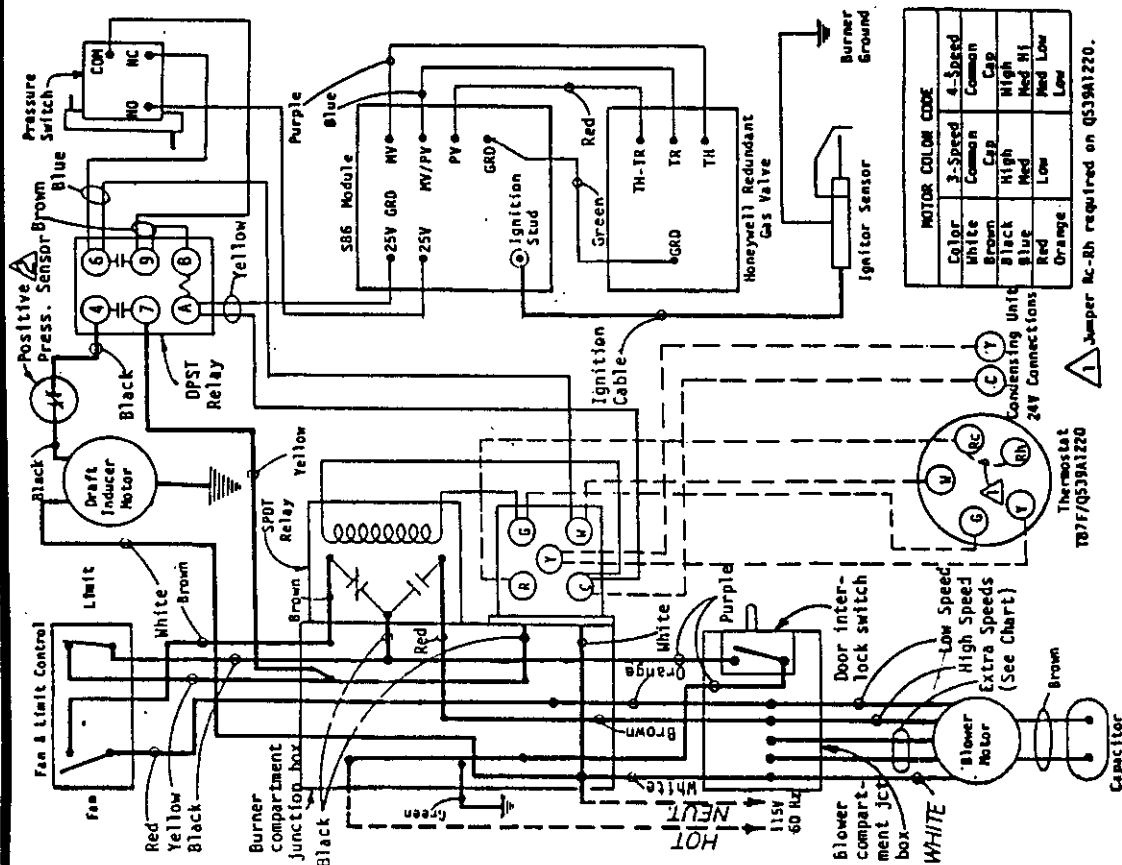 COM
NC
NO
Pressure
Switch
Blue
Brown
Positive
Press. Sensor
2
6
9
B
4
7
A
Yellow
DPST
Relay
Black
Black
Draft
Inducer
Motor
Yellow
Purple
Blue
S86 Module
25V GRD
25V
MV
MV/PV
PV
GRD
Ignition
Stud
Red
Green
TH-TR
TR
TH
GRD
Honeywell Redundant
Gas Valve
Burner
Ground
Ignitor Sensor
Ignition
Cable
MOTOR COLOR CODE
Color 3-Speed 4-Speed
White Common Common
Brown Cap Cap
Black High High
Blue Med Med Hi
Red Low Med Low
Orange Low
1 Jumper Rc-Rh required on Q539A1220.
Fan & Limit Control
Limit
Fan
White
Brown
Red
Yellow
Black
SPDT
Relay
Brown
Red
G
W
Y
R
C
Burner
compartment
junction box
Black
Green
White
White
Orange
Brown
Purple
HOT
NEUT.
115V
60 Hz
Door inter-
lock switch
Low Speed
High Speed
Extra Speeds
(See Chart)
Blower
compart-
ment jct
box
WHITE
Blower
Motor
Brown
Capacitor
Y
C
Condensing Unit
24V Connections
W
Rc
Rh
G
Y
1
Thermostat
T87F/Q539A1220